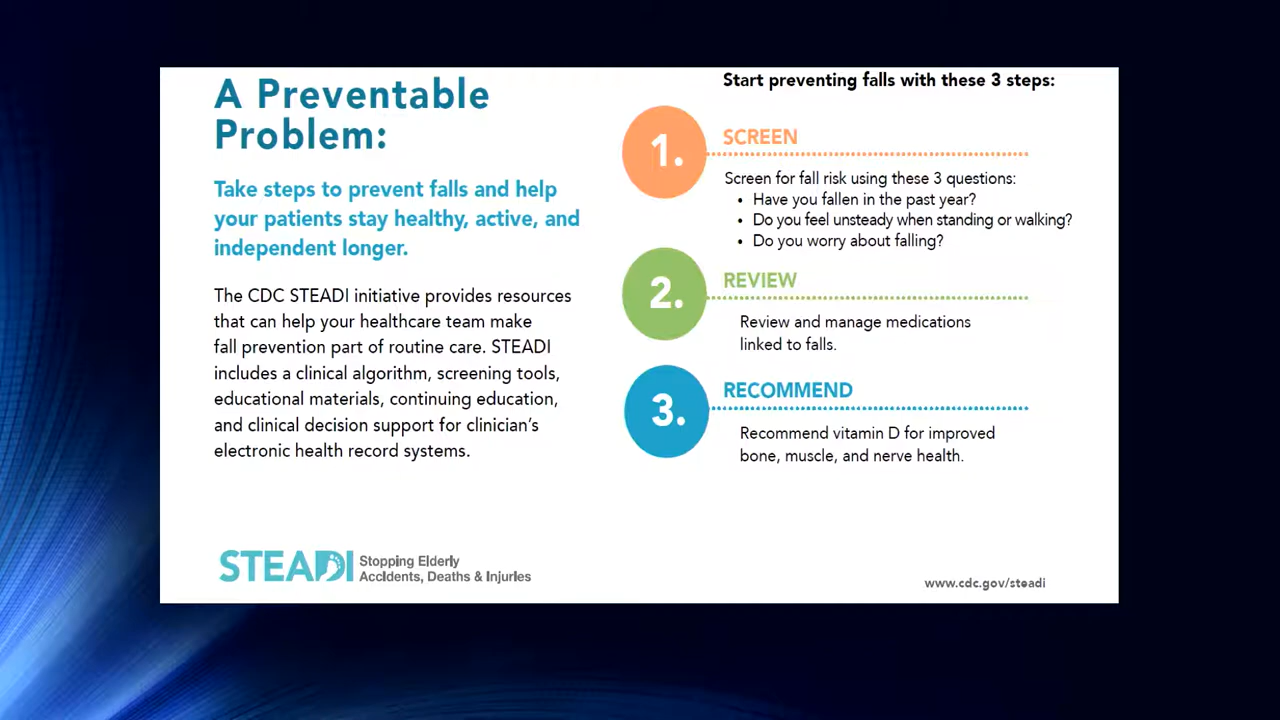 A Preventable
Problem:
Take steps to prevent falls and help
your patients stay healthy, active, and
independent longer.
The CDC STEADI initiative provides resources
that can help your healthcare team make
fall prevention part of routine care. STEADI
includes a clinical algorithm, screening tools,
educational materials, continuing education,
and clinical decision support for clinician's
electronic health record systems.
STEADI Stopping Elderly
Accidents, Deaths & Injuries
Start preventing falls with these 3 steps:
1.
SCREEN
Screen for fall risk using these 3 questions:
• Have you fallen in the past year?
• Do you feel unsteady when standing or walking?
• Do you worry about falling?
2.
REVIEW
Review and manage medications
linked to falls.
3.
RECOMMEND
Recommend vitamin D for improved
bone, muscle, and nerve health.
www.cdc.gov/steadi